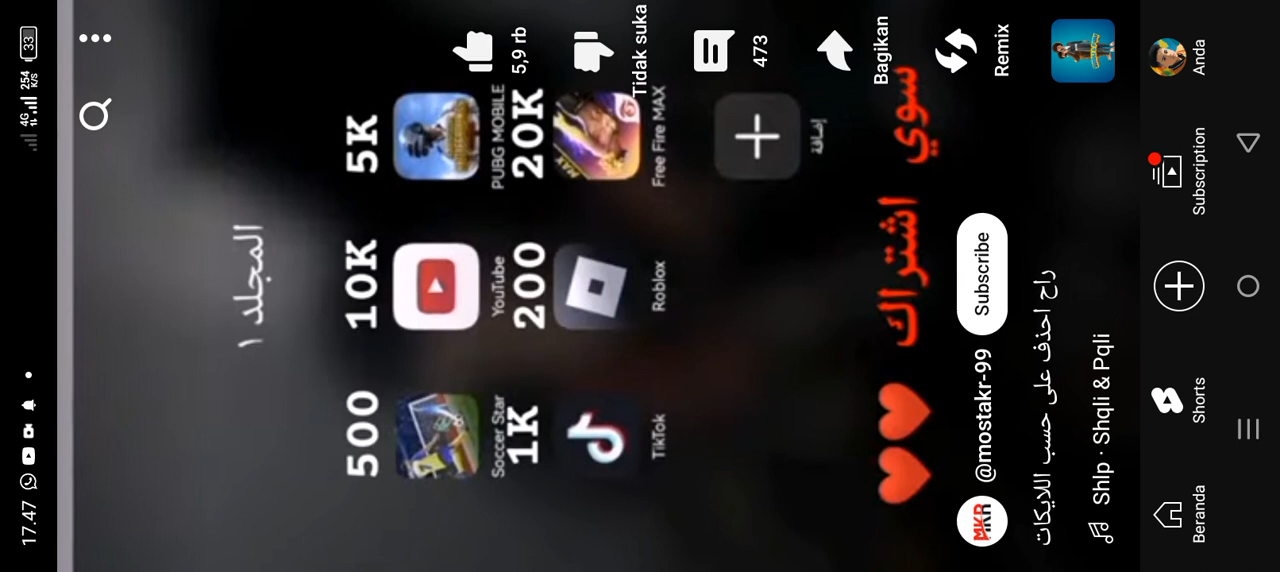 17.47
4G 254 K/S 33
المجلد ١
500 10K 5K
Soccer Star YouTube PUBG MOBILE
1K 200 20K
TikTok Roblox Free Fire MAX
إضافة
5,9 rb
Tidak suka
473
Bagikan
Remix
سوي اشتراك
MKR
@mostakr-99 Subscribe
راح احذف على حسب اللايكات
Shlp · Shqli & Pqli
Beranda Shorts Subscription Anda